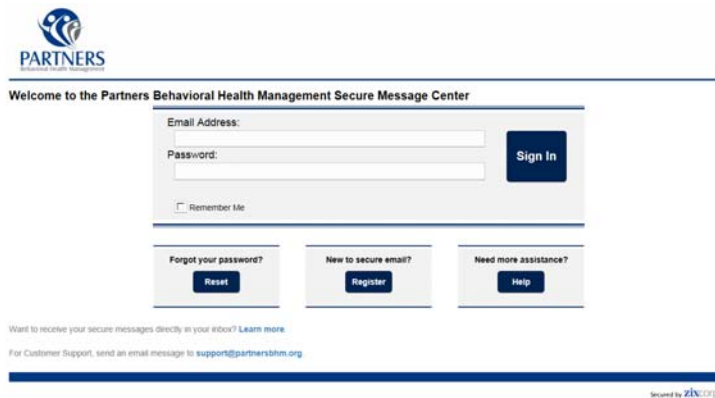 PARTNERS
Behavioral Health Management
Welcome to the Partners Behavioral Health Management Secure Message Center
Email Address:
Password:
Sign In
Remember Me
Forgot your password?
Reset
New to secure email?
Register
Need more assistance?
Help
Want to receive your secure messages directly in your inbox? Learn more
For Customer Support, send an email message to support@partnersbhm.org
Secured by zixcorp